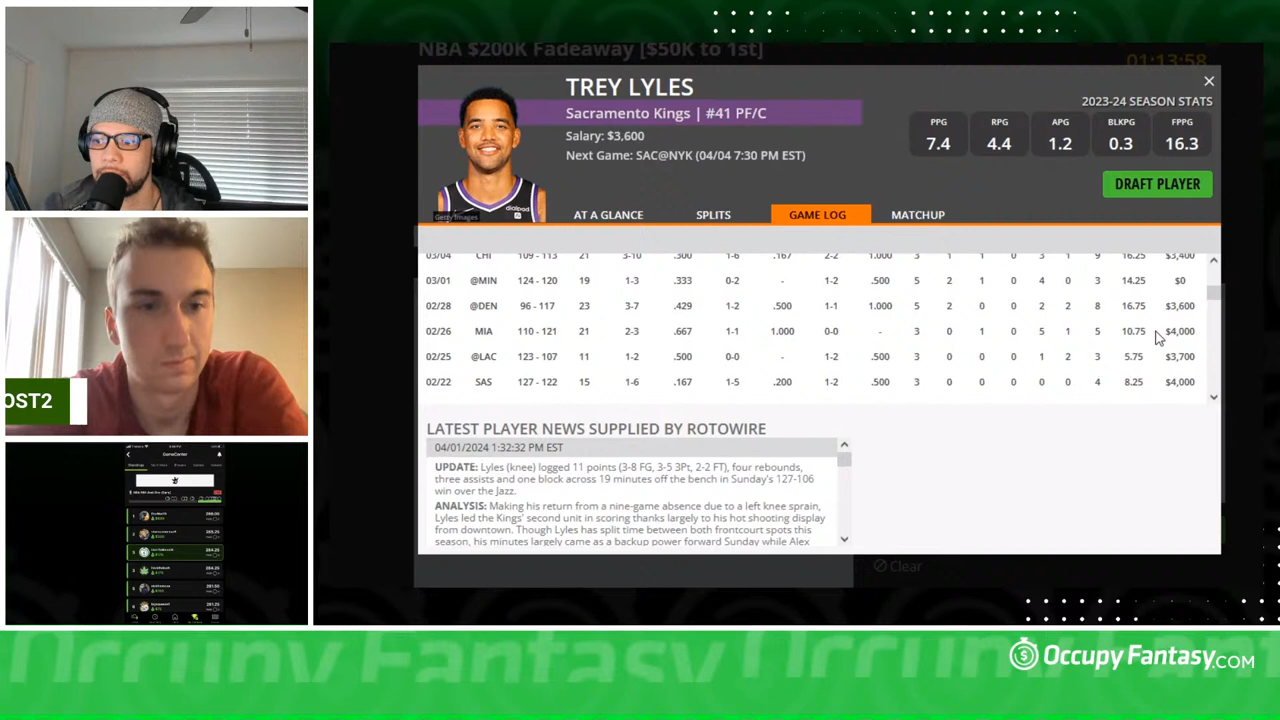 NBA $200K Fadeaway [$50K to 1st]
01:13:58
TREY LYLES
Sacramento Kings | #41 PF/C
Salary: $3,600
Next Game: SAC@NYK (04/04 7:30 PM EST)
2023-24 SEASON STATS
PPG RPG APG BLKPG FPPG
7.4 4.4 1.2 0.3 16.3
DRAFT PLAYER
Getty Images
dialpad
AT A GLANCE SPLITS GAME LOG MATCHUP
03/04 CHI 109 - 113 21 3-10 .300 1-6 .167 2-2 1.000 3 1 1 0 3 1 9 16.25 $3,400
03/01 @MIN 124 - 120 19 1-3 .333 0-2 - 1-2 .500 5 2 1 0 4 0 3 14.25 $0
02/28 @DEN 96 - 117 23 3-7 .429 1-2 .500 1-1 1.000 5 2 0 0 2 2 8 16.75 $3,600
02/26 MIA 110 - 121 21 2-3 .667 1-1 1.000 0-0 - 3 0 1 0 5 1 5 10.75 $4,000
02/25 @LAC 123 - 107 11 1-2 .500 0-0 - 1-2 .500 3 0 0 0 1 2 3 5.75 $3,700
02/22 SAS 127 - 122 15 1-6 .167 1-5 .200 1-2 .500 3 0 0 0 0 0 4 8.25 $4,000
LATEST PLAYER NEWS SUPPLIED BY ROTOWIRE
04/01/2024 1:32:32 PM EST
UPDATE: Lyles (knee) logged 11 points (3-8 FG, 3-5 3Pt, 2-2 FT), four rebounds,
three assists and one block across 19 minutes off the bench in Sunday's 127-106
win over the Jazz.
ANALYSIS: Making his return from a nine-game absence due to a left knee sprain,
Lyles led the Kings' second unit in scoring thanks largely to his hot shooting display
from downtown. Though Lyles has split time between both frontcourt spots this
season, his minutes largely came as a backup power forward Sunday while Alex
Clear
OST2
GameCenter
Occupy Fantasy
OccupyFantasy.COM